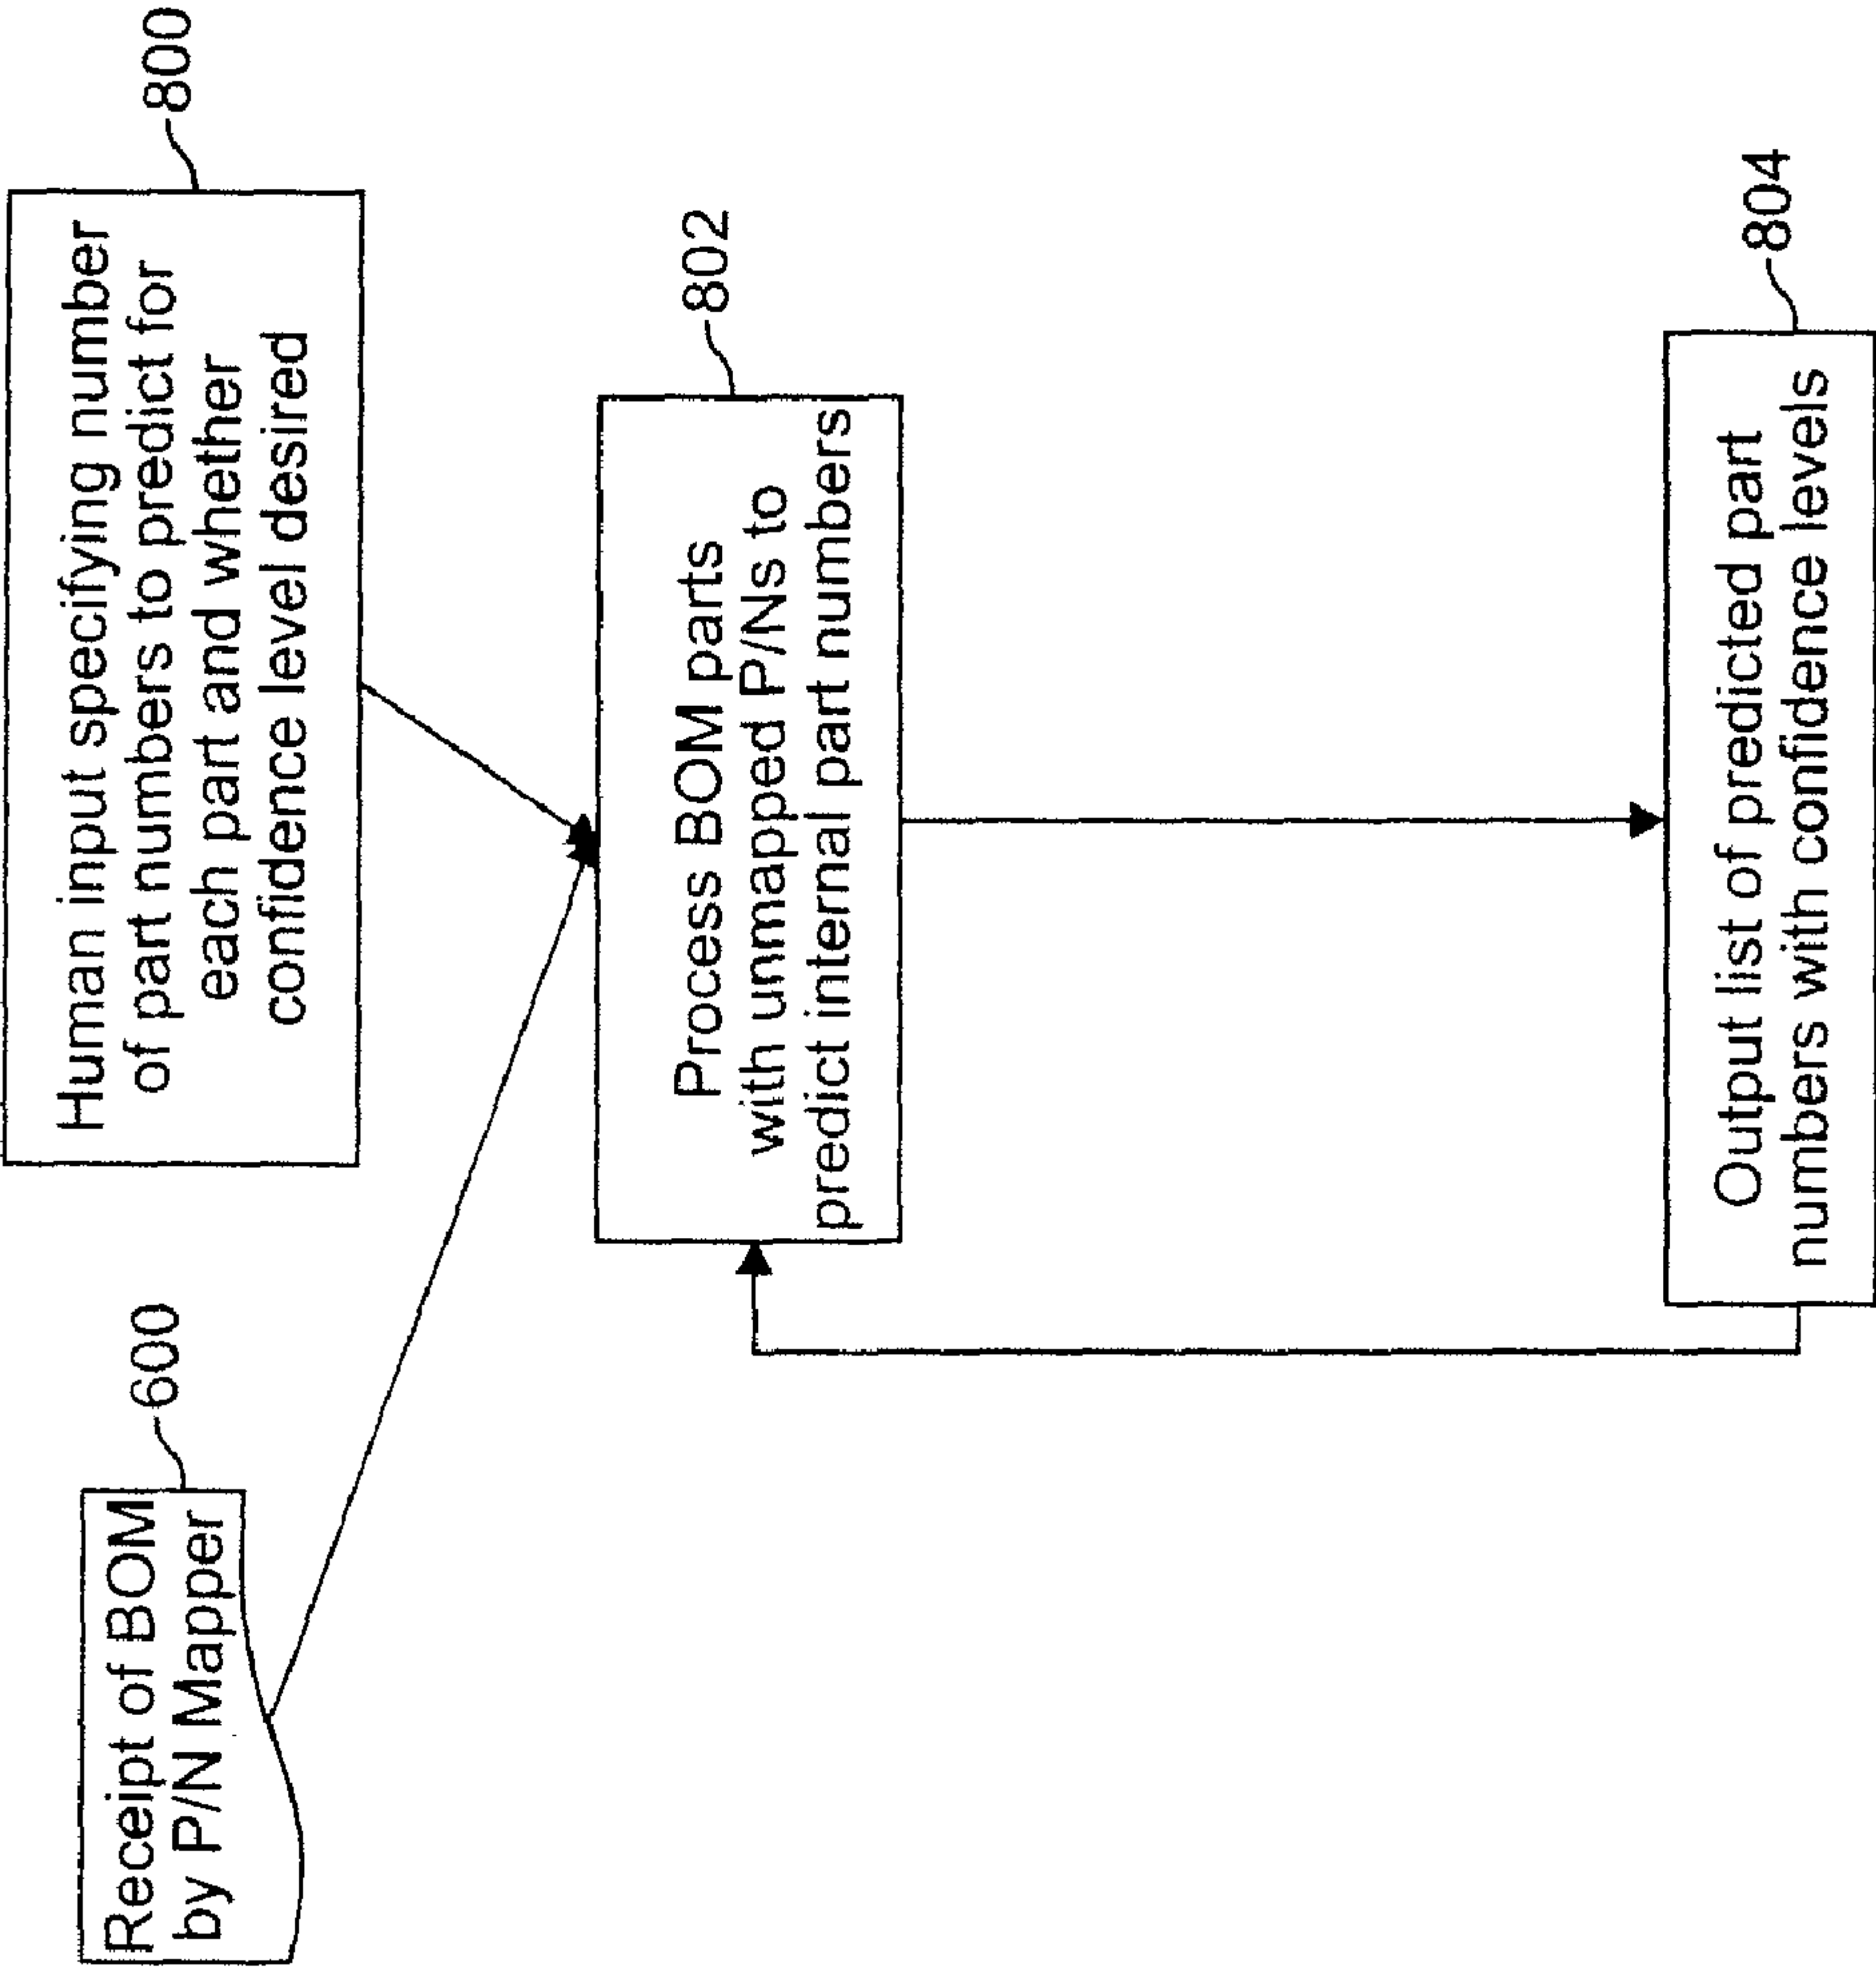 600
Receipt of BOM
by P/N Mapper
800
Human input specifying number
of part numbers to predict for
each part and whether
confidence level desired
802
Process BOM parts
with unmapped P/Ns to
predict internal part numbers
804
Output list of predicted part
numbers with confidence levels